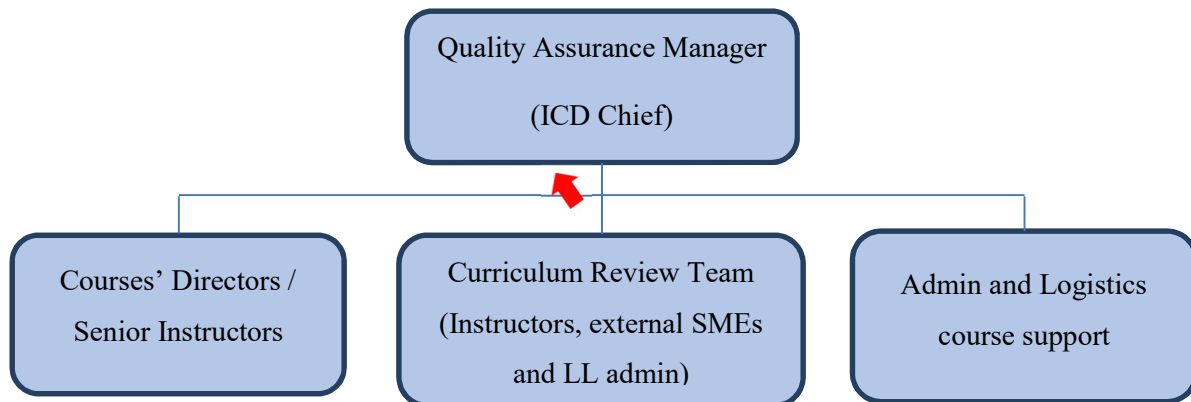 Quality Assurance Manager
(ICD Chief)
Courses’ Directors /
Senior Instructors
Curriculum Review Team
(Instructors, external SMEs
and LL admin)
Admin and Logistics
course support